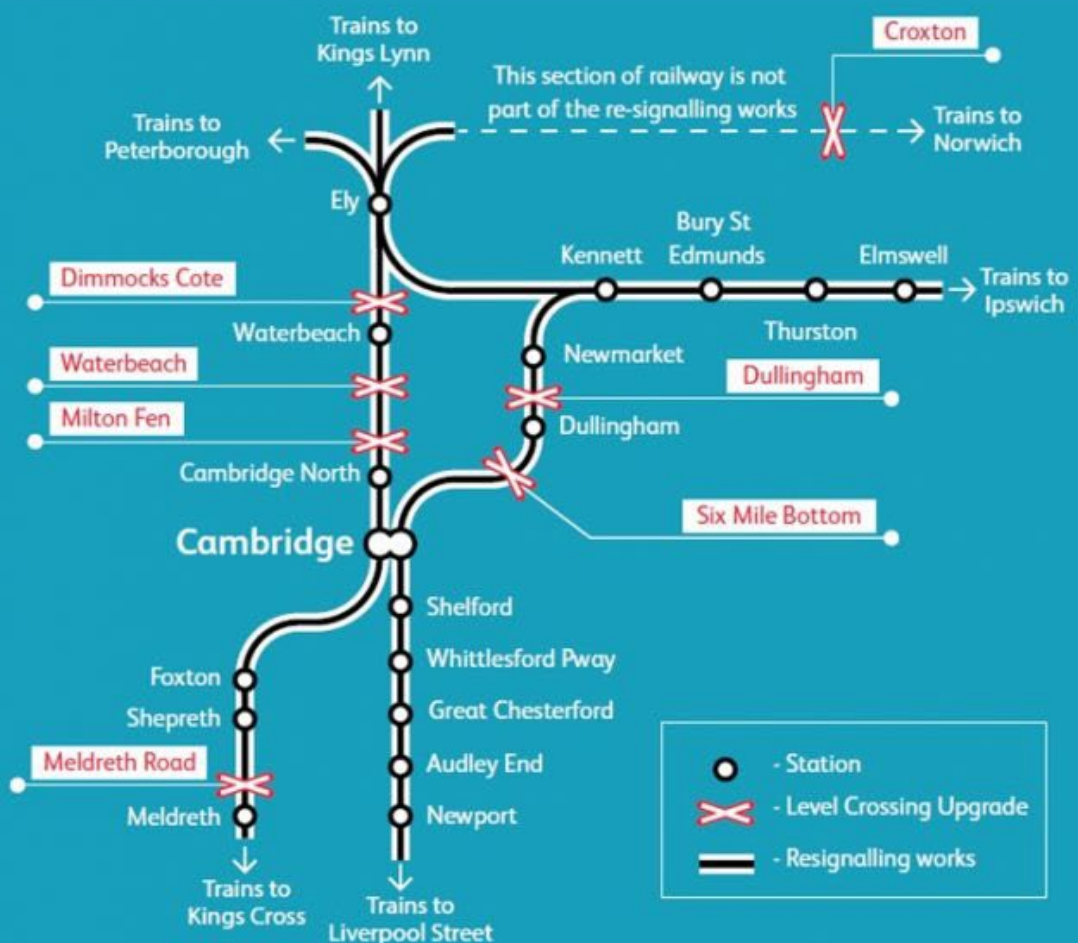 Trains to
Kings Lynn
Croxton
This section of railway is not
part of the re-signalling works
Trains to
Peterborough
Trains to
Norwich
Ely
Bury St
Edmunds
Kennett
Elmswell
Dimmocks Cote
Trains to
Ipswich
Waterbeach
Thurston
Newmarket
Waterbeach
Dullingham
Milton Fen
Dullingham
Cambridge North
Six Mile Bottom
Cambridge
Shelford
Whittlesford Pway
Foxton
Great Chesterford
Shepreth
Meldreth Road
Audley End
- Station
Meldreth
Newport
- Level Crossing Upgrade
- Resignalling works
Trains to
Kings Cross
Trains to
Liverpool Street